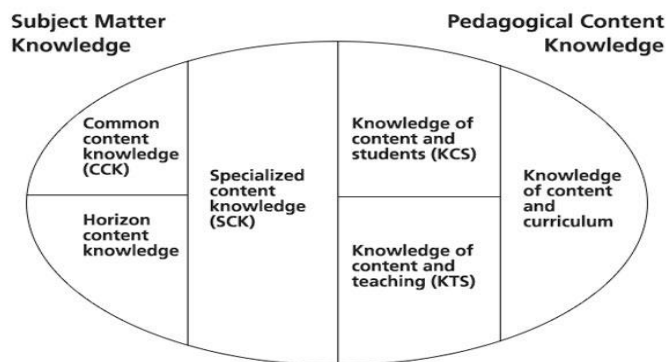 Subject Matter
Knowledge
Pedagogical Content
Knowledge
Common
content
knowledge
(CCK)
Horizon
content
knowledge
Specialized
content
knowledge
(SCK)
Knowledge of
content and
students (KCS)
Knowledge of
content and
teaching (KTS)
Knowledge
of content and
curriculum